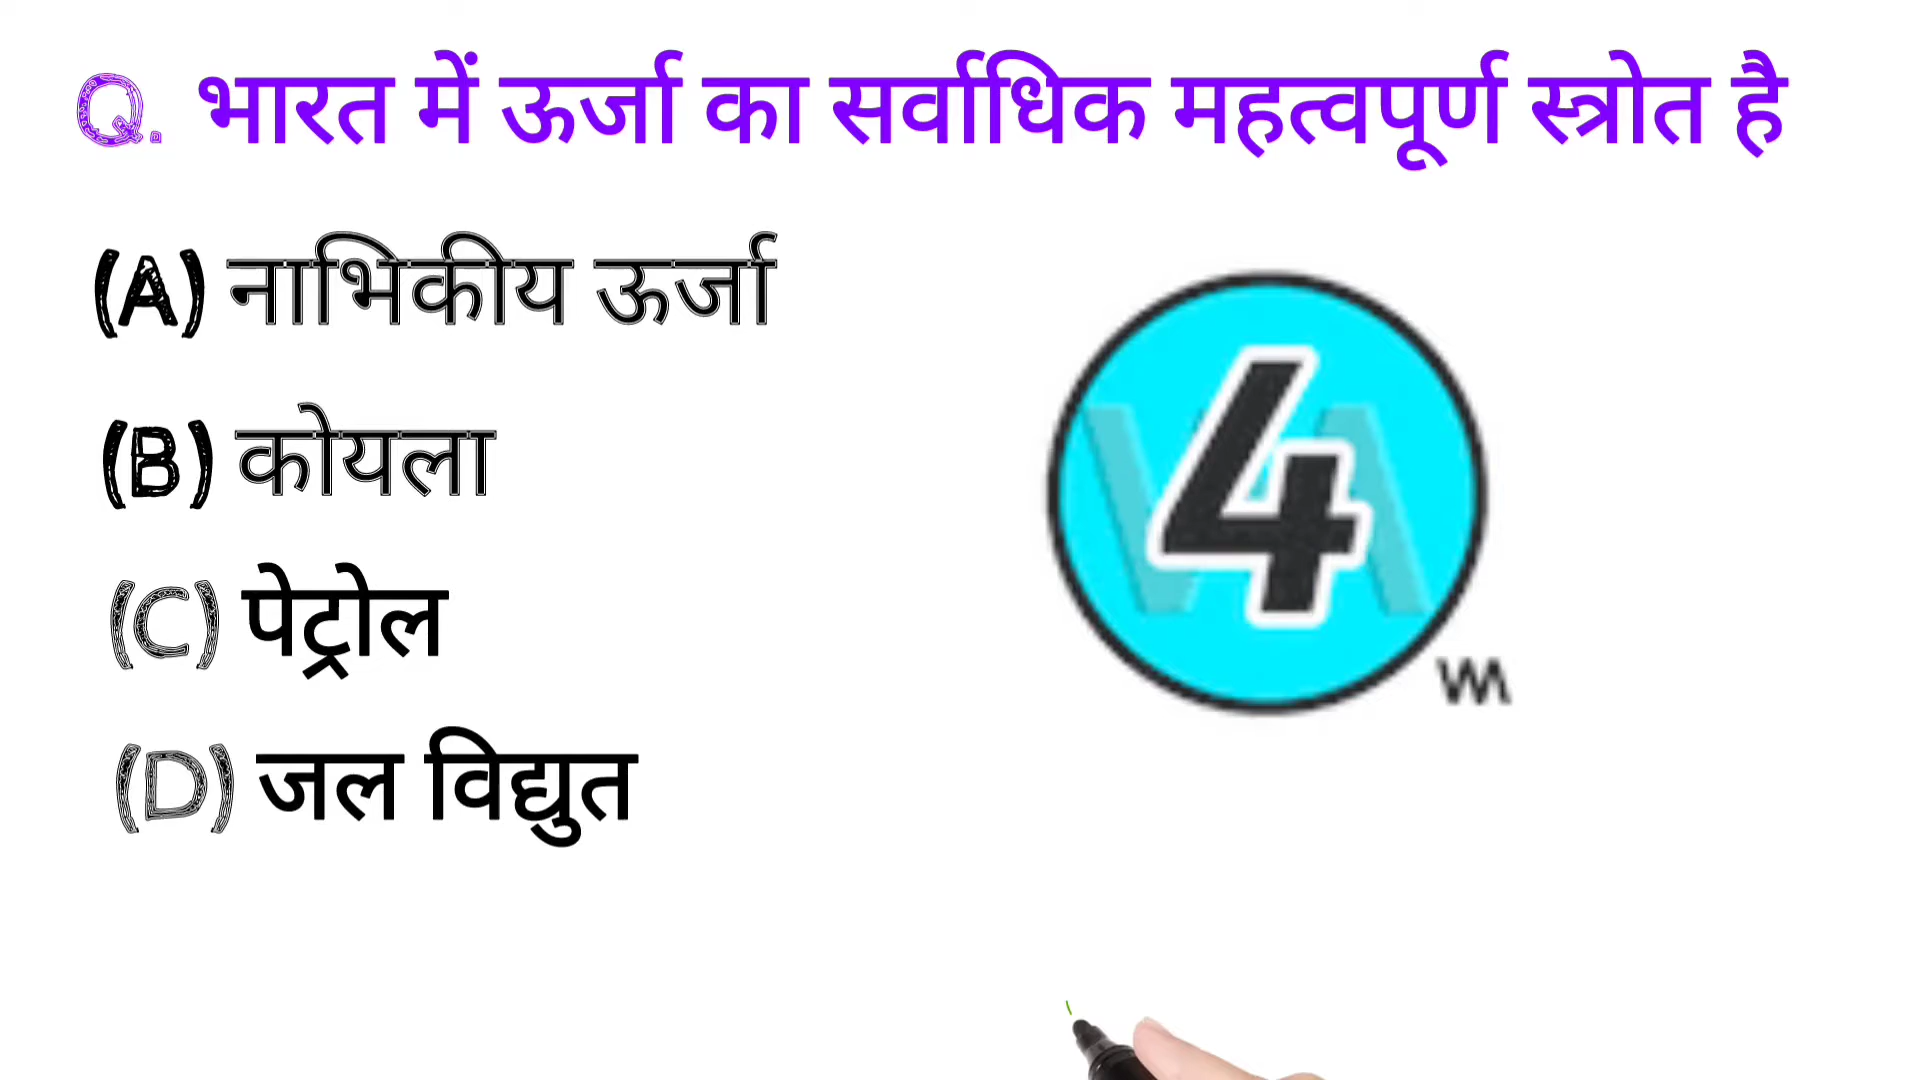 Q. भारत में ऊर्जा का सर्वाधिक महत्वपूर्ण स्त्रोत है
(A) नाभिकीय ऊर्जा
(B) कोयला
4
(C) पेट्रोल
(D) जल विद्युत